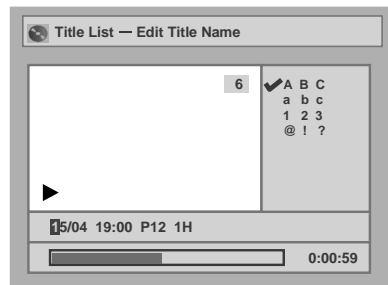 Title List — Edit Title Name
6
A B C
a b c
1 2 3
@ ! ?
15/04 19:00 P12 1H
0:00:59